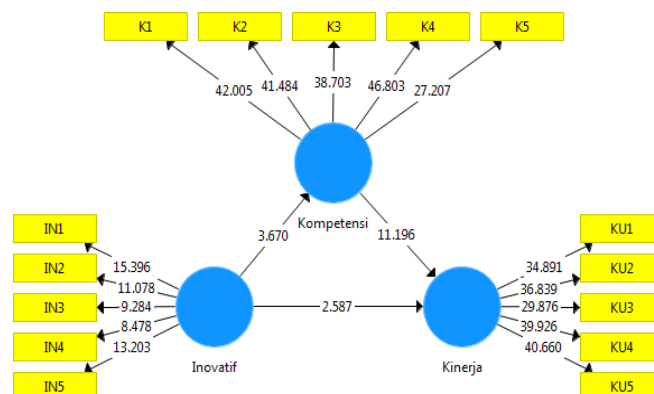 K1 K2 K3 K4 K5
42.005 41.484 38.703 46.803 27.207
Kompetensi
3.670 11.196
IN1
IN2
IN3
IN4
IN5
15.396
11.078
9.284
8.478
13.203
Inovatif
2.587
Kinerja
34.891
36.839
29.876
39.926
40.660
KU1
KU2
KU3
KU4
KU5